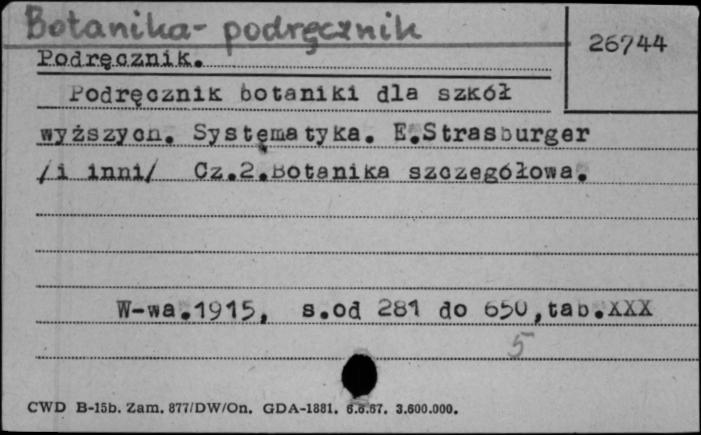 Botanika- podręcznik
26744
Podręcznik.
Podręcznik botaniki dla szkół
wyższych. Systematyka. E.Strasburger
/i inni/ Cz.2.Botanika szczegółowa.
W-wa.1915, s.od 281 do 650,tab.XXX
5
CWD B-15b. Zam. 877/DW/On. GDA-1881. 6.6.67. 3.600.000.